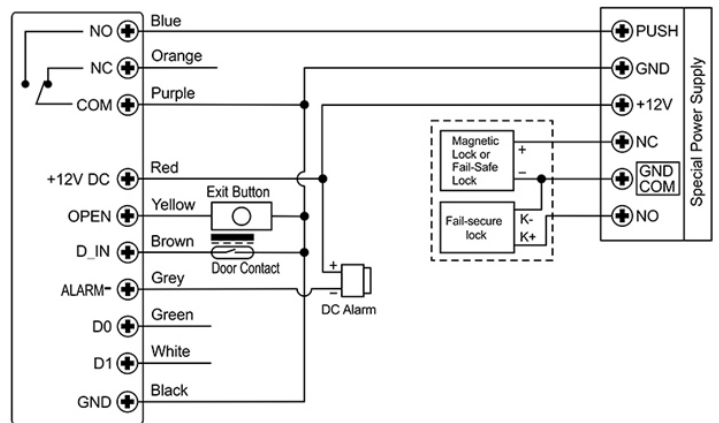 NO
Blue
NC
Orange
COM
Purple
+12V DC
Red
OPEN
Yellow
Exit Button
D_IN
Brown
Door Contact
ALARM-
Grey
+
−
DC Alarm
D0
Green
D1
White
GND
Black
Magnetic
Lock or
Fail-Safe
Lock
+
−
Fail-secure
lock
K-
K+
PUSH
GND
+12V
NC
GND
COM
NO
Special Power Supply